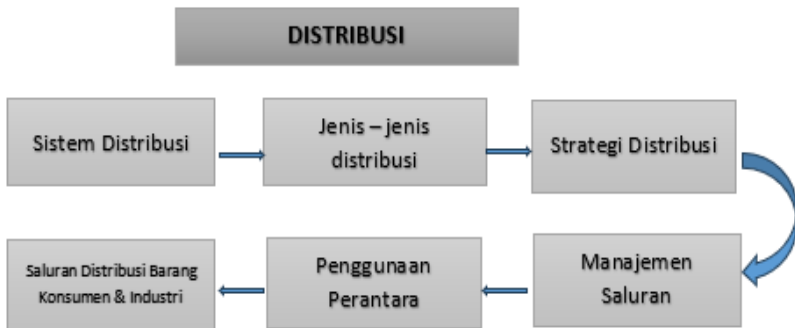 DISTRIBUSI
Sistem Distribusi
Jenis – jenis
distribusi
Strategi Distribusi
Manajemen
Saluran
Penggunaan
Perantara
Saluran Distribusi Barang
Konsumen & Industri